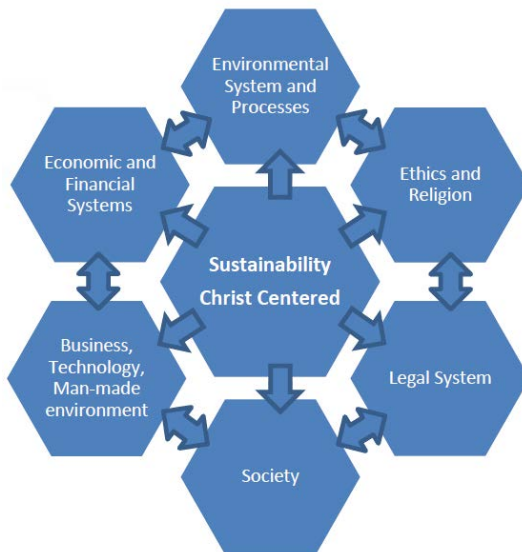 Environmental
System and
Processes
Economic and
Financial
Systems
Ethics and
Religion
Sustainability
Christ Centered
Business,
Technology,
Man-made
environment
Legal System
Society